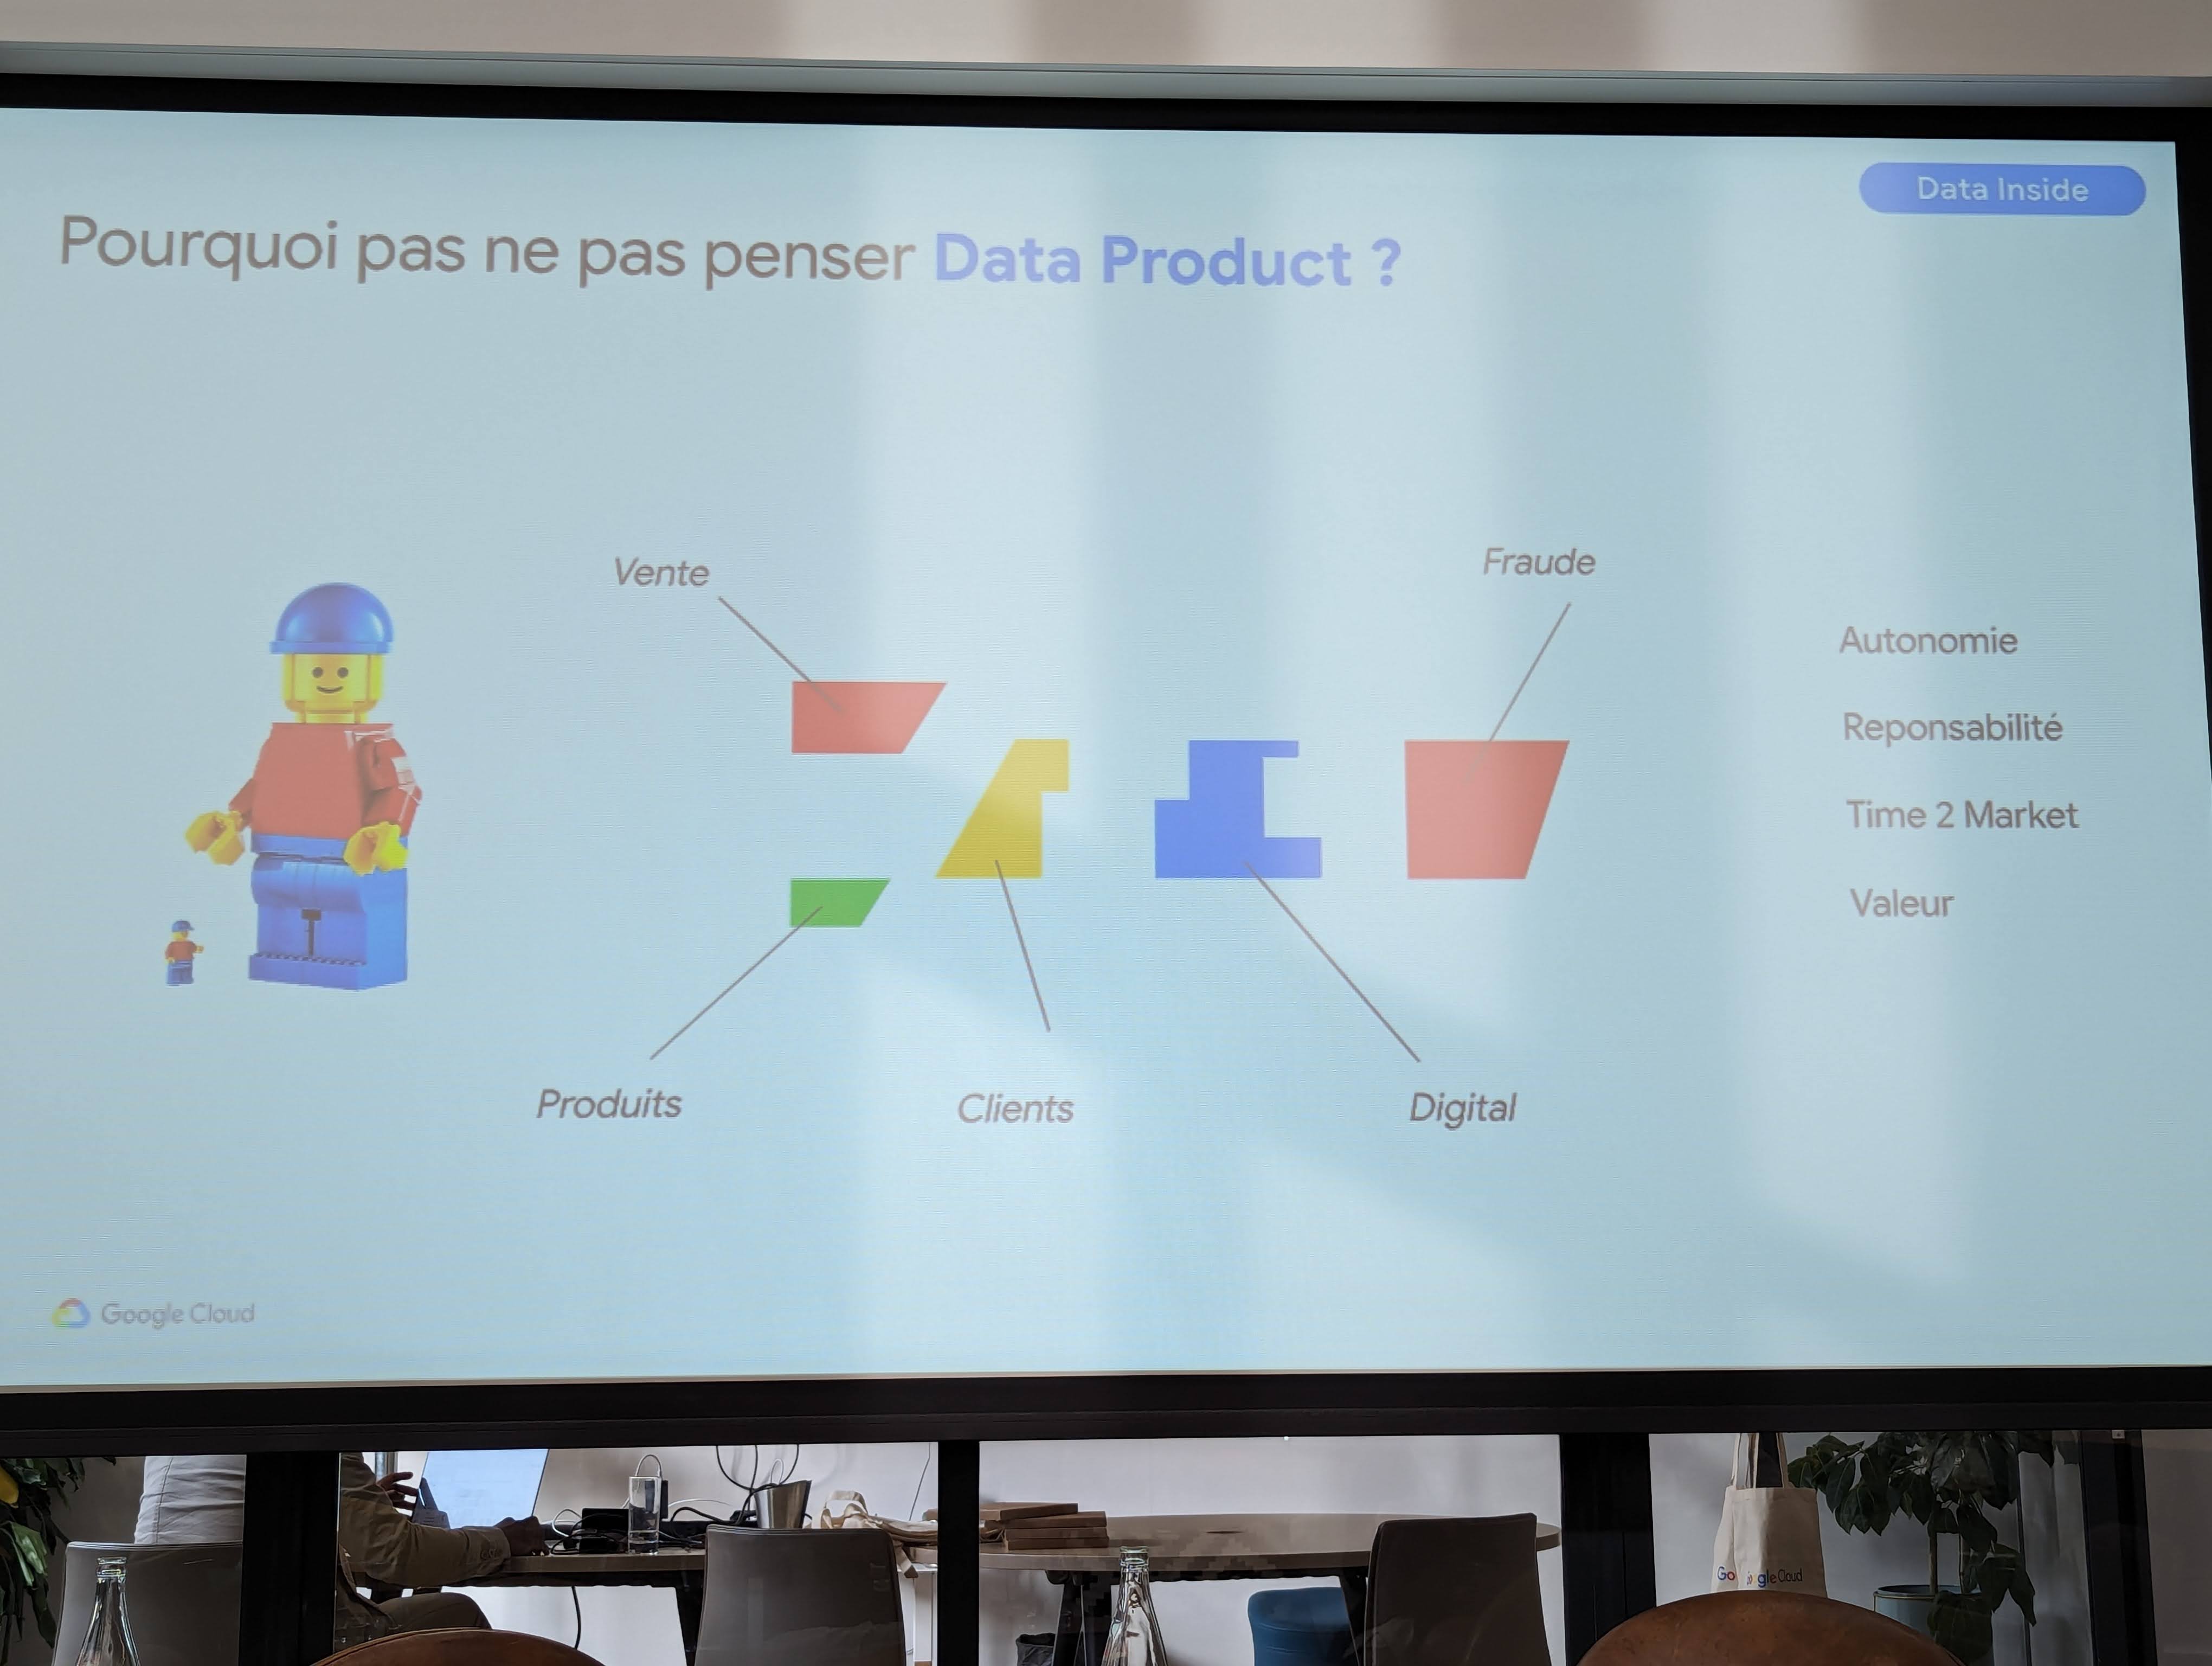 Data Inside
Pourquoi pas ne pas penser Data Product ?
Vente
Fraude
Autonomie
Reponsabilité
Time 2 Market
Valeur
Produits
Clients
Digital
Google Cloud
Google Cloud